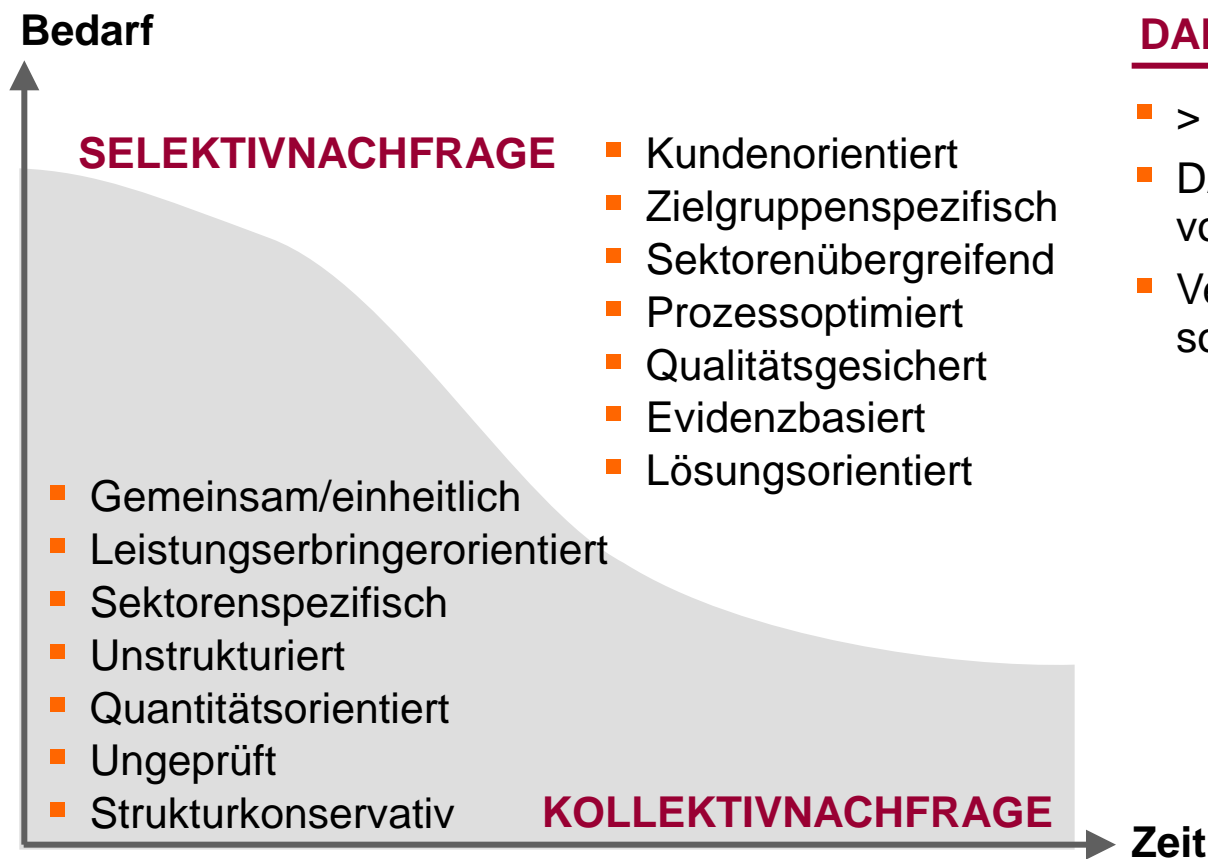 Bedarf
SELEKTIVNACHFRAGE
Kundenorientiert
Zielgruppenspezifisch
Sektorenübergreifend
Prozessoptimiert
Qualitätsgesichert
Evidenzbasiert
Lösungsorientiert
Gemeinsam/einheitlich
Leistungserbringerorientiert
Sektorenspezifisch
Unstrukturiert
Quantitätsorientiert
Ungeprüft
Strukturkonservativ
KOLLEKTIVNACHFRAGE
Zeit
>